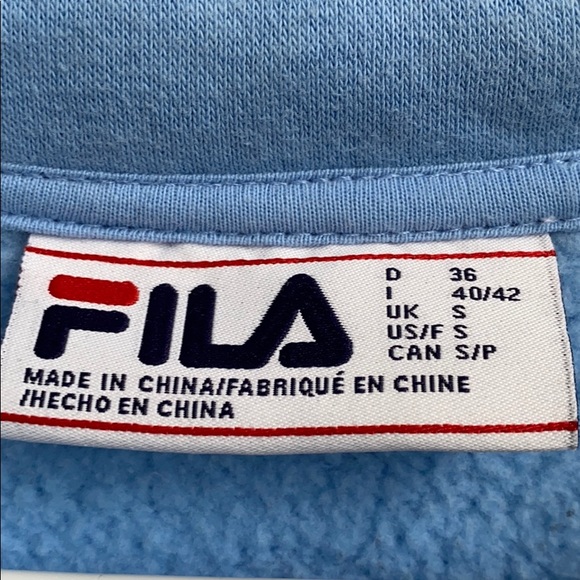 FILA
D 36
I 40/42
UK S
US/F S
CAN S/P
MADE IN CHINA/FABRIQUÉ EN CHINE
/HECHO EN CHINA